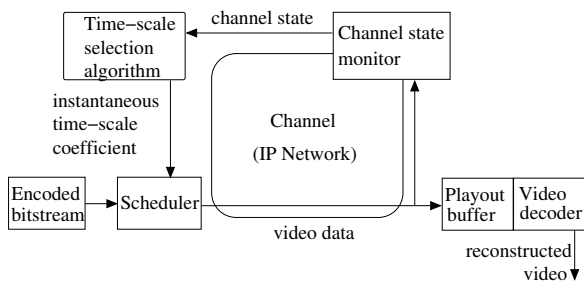 channel state
Time−scale
selection
algorithm
Channel state
monitor
instantaneous
time−scale
coefficient
Channel
(IP Network)
Encoded
bitstream
Scheduler
video data
Playout
buffer
Video
decoder
reconstructed
video